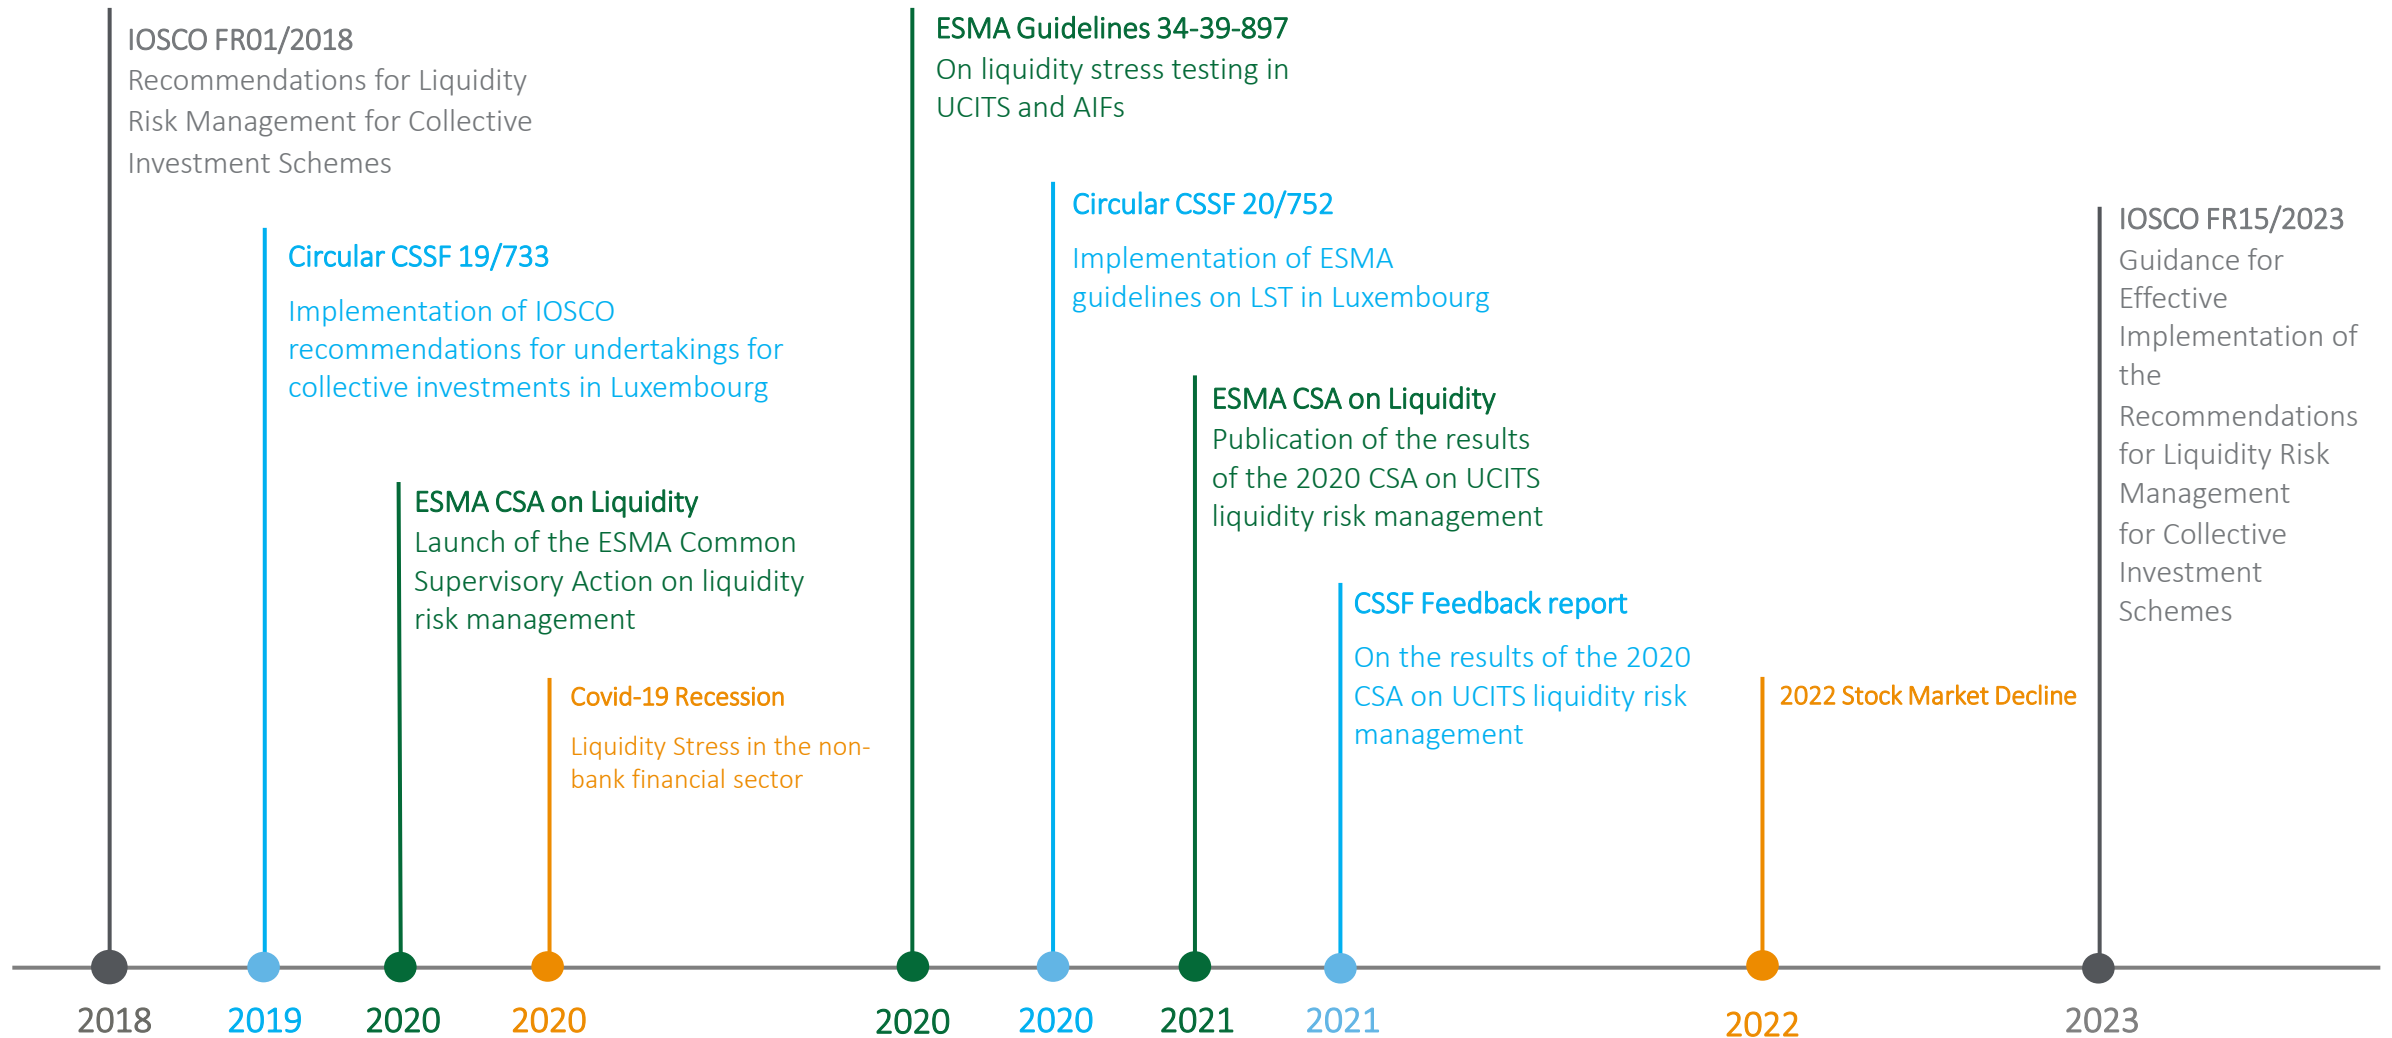 IOSCO FR01/2018
Recommendations for Liquidity
Risk Management for Collective
Investment Schemes
Circular CSSF 19/733
Implementation of IOSCO
recommendations for undertakings for
collective investments in Luxembourg
ESMA CSA on Liquidity
Launch of the ESMA Common
Supervisory Action on liquidity
risk management
Covid-19 Recession
Liquidity Stress in the non-
bank financial sector
ESMA Guidelines 34-39-897
On liquidity stress testing in
UCITS and AIFs
Circular CSSF 20/752
Implementation of ESMA
guidelines on LST in Luxembourg
ESMA CSA on Liquidity
Publication of the results
of the 2020 CSA on UCITS
liquidity risk management
CSSF Feedback report
On the results of the 2020
CSA on UCITS liquidity risk
management
2022 Stock Market Decline
IOSCO FR15/2023
Guidance for
Effective
Implementation of
the
Recommendations
for Liquidity Risk
Management
for Collective
Investment
Schemes
2018
2019
2020
2020
2020
2020
2021
2021
2022
2023